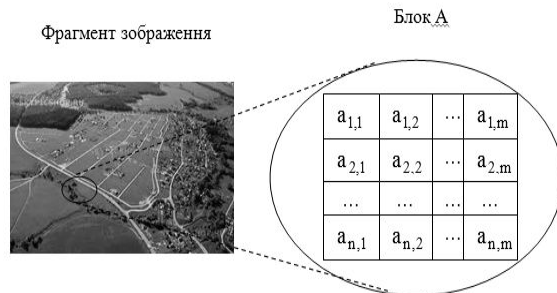 Блок А
Фрагмент зображення
a1,1 a1,2 ... a1,m
a2,1 a2,2 ... a2,m
... ... ... ...
an,1 an,2 ... an,m